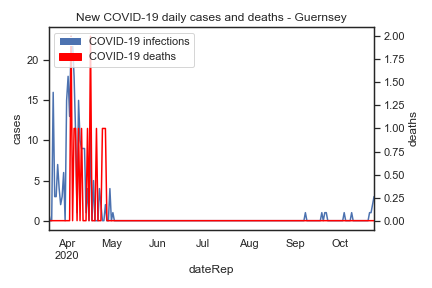 New COVID-19 daily cases and deaths - Guernsey
COVID-19 infections
COVID-19 deaths
20
15
10
5
0
cases
2.00
1.75
1.50
1.25
1.00
0.75
0.50
0.25
0.00
deaths
Apr May Jun Jul Aug Sep Oct
2020
dateRep